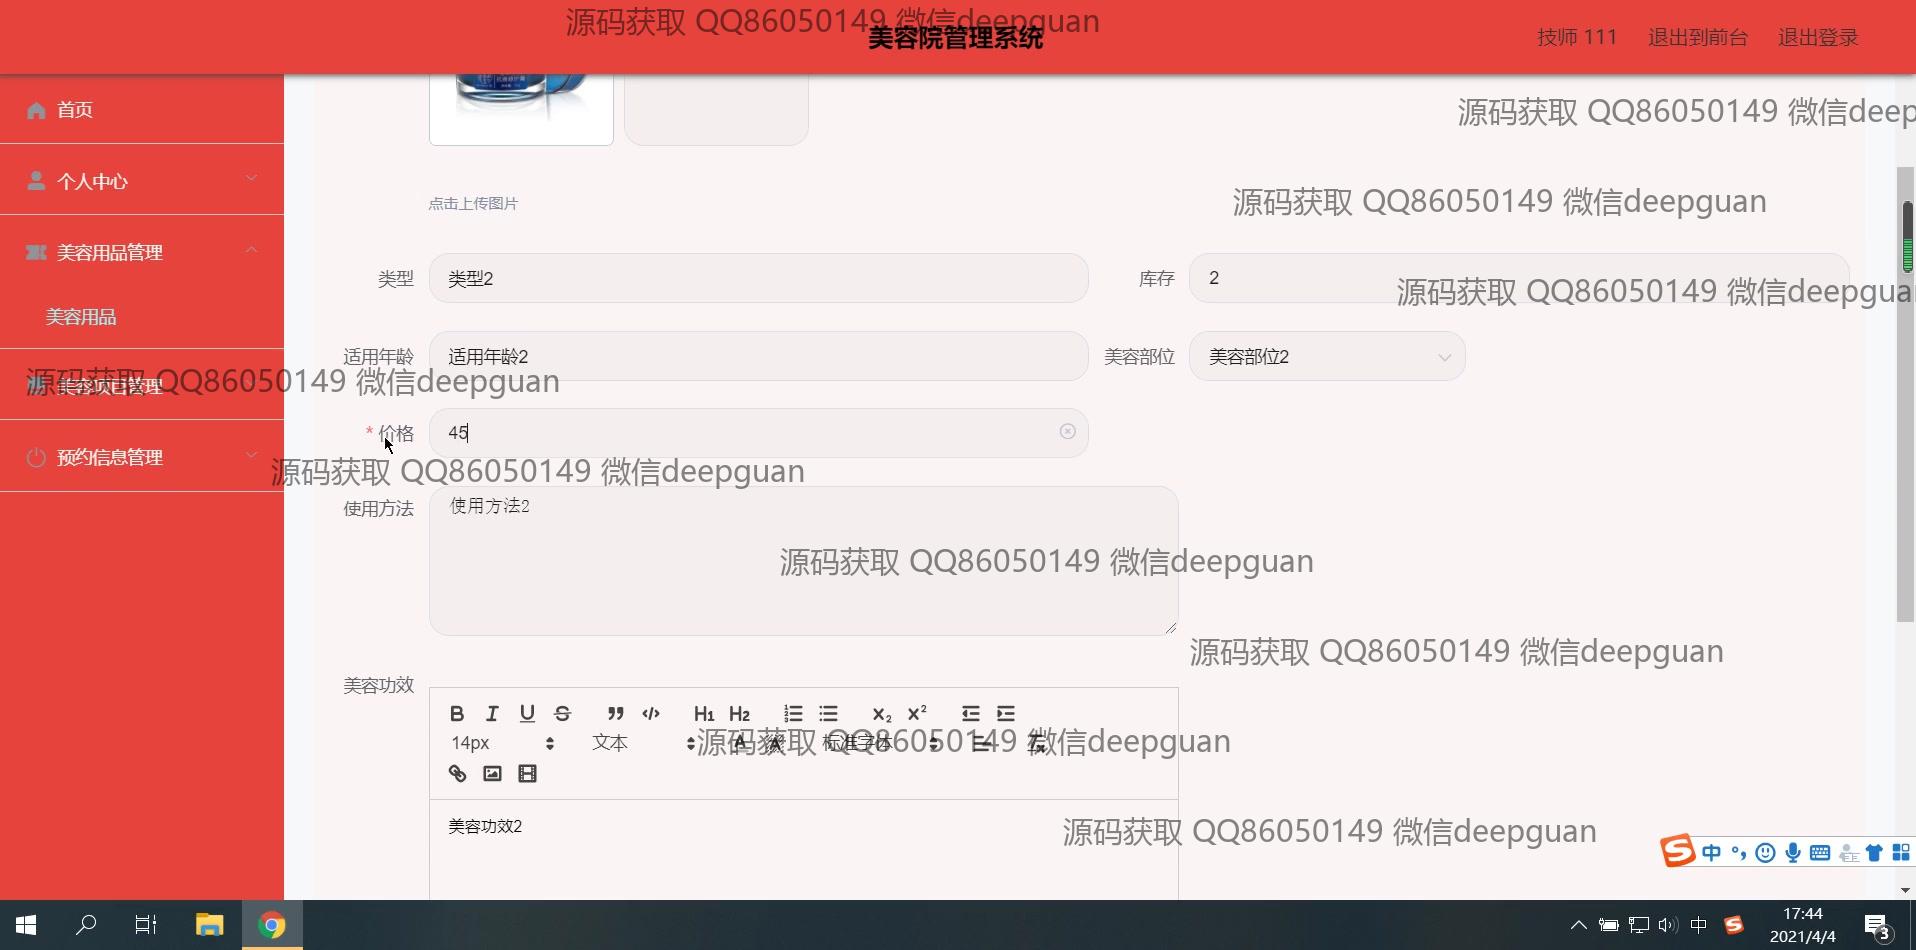 源码获取 QQ86050149 微信deepguan
美容院管理系统
技师 111
退出到前台
退出登录
首页
源码获取 QQ86050149 微信deep
个人中心
点击上传图片
源码获取 QQ86050149 微信deepguan
美容用品管理
类型
类型2
库存
2
源码获取 QQ86050149 微信deepgua
美容用品
适用年龄
适用年龄2
美容部位
美容部位2
美容项目管理
源码获取 QQ86050149 微信deepguan
* 价格
45
预约信息管理
源码获取 QQ86050149 微信deepguan
使用方法
使用方法2
源码获取 QQ86050149 微信deepguan
源码获取 QQ86050149 微信deepguan
美容功效
B I U S H1 H2 X2 X2
14px
文本
标准字体
源码获取 QQ86050149 微信deepguan
美容功效2
源码获取 QQ86050149 微信deepguan
中
17:44
中
2021/4/4
3